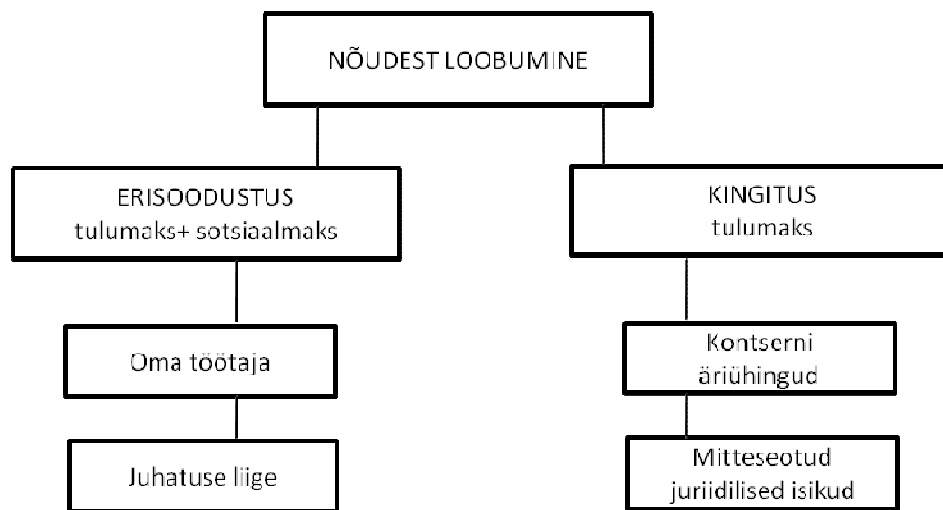 NÕUDEST LOOBUMINE
ERISOODUSTUS
tulumaks+ sotsiaalmaks
Oma töötaja
Juhatuse liige
KINGITUS
tulumaks
Kontserni
äriühingud
Mitteseotud
juriidilised isikud